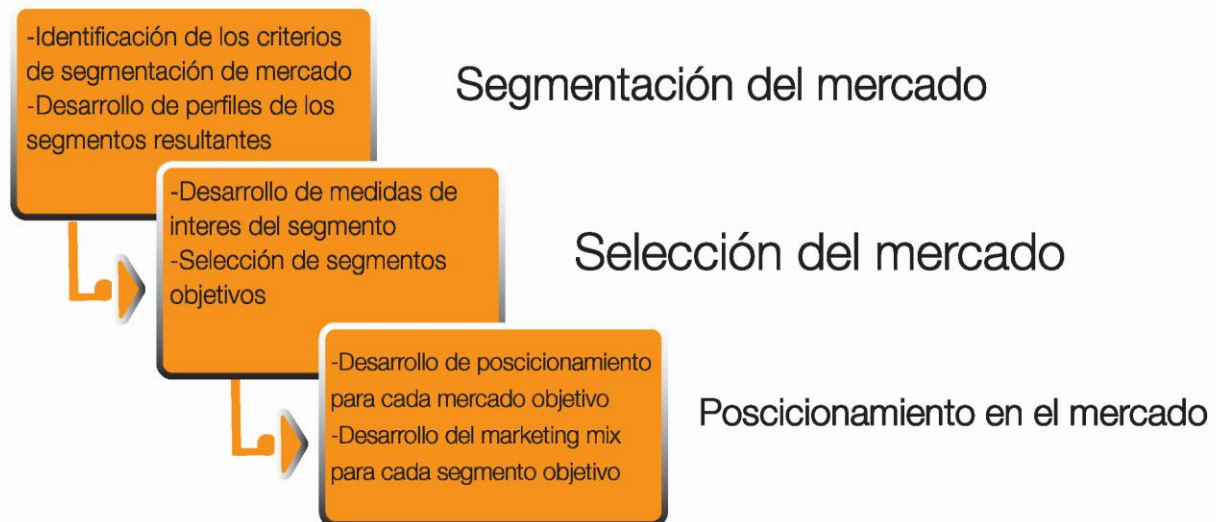 -Identificación de los criterios
de segmentación de mercado
-Desarrollo de perfiles de los
segmentos resultantes
Segmentación del mercado
-Desarrollo de medidas de
interes del segmento
-Selección de segmentos
objetivos
Selección del mercado
-Desarrollo de poscicionamiento
para cada mercado objetivo
-Desarrollo del marketing mix
para cada segmento objetivo
Poscicionamiento en el mercado